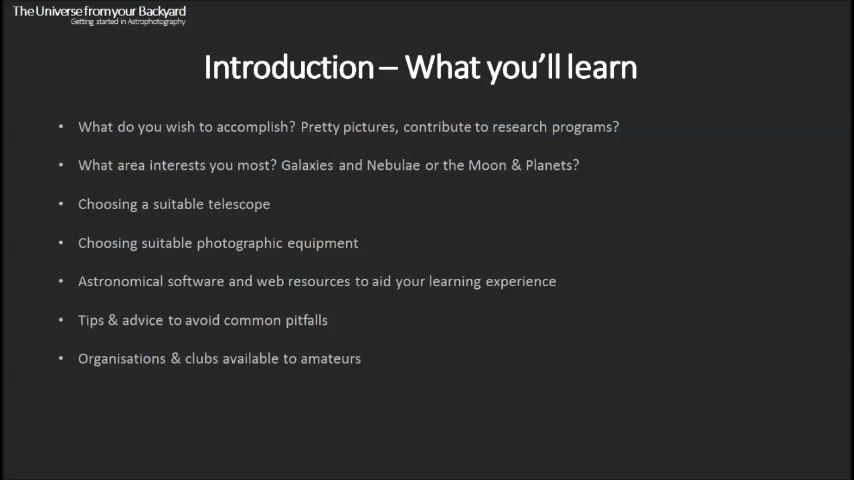 The Universe from your Backyard
Getting started in Astrophotography
Introduction – What you'll learn
• What do you wish to accomplish? Pretty pictures, contribute to research programs?
• What area interests you most? Galaxies and Nebulae or the Moon & Planets?
• Choosing a suitable telescope
• Choosing suitable photographic equipment
• Astronomical software and web resources to aid your learning experience
• Tips & advice to avoid common pitfalls
• Organisations & clubs available to amateurs